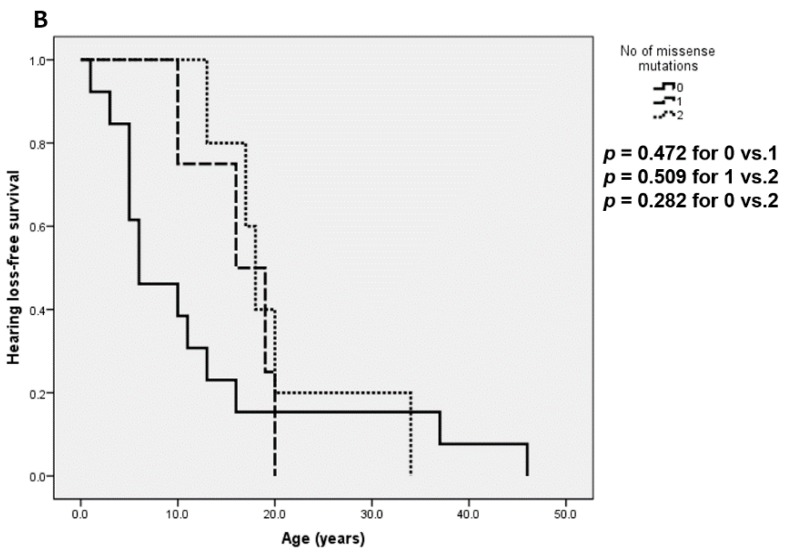 B
No of missense
mutations
0
1
2
p = 0.472 for 0 vs.1
p = 0.509 for 1 vs.2
p = 0.282 for 0 vs.2
Hearing loss-free survival
1.0
0.8
0.6
0.4
0.2
0.0
0.0 10.0 20.0 30.0 40.0 50.0
Age (years)